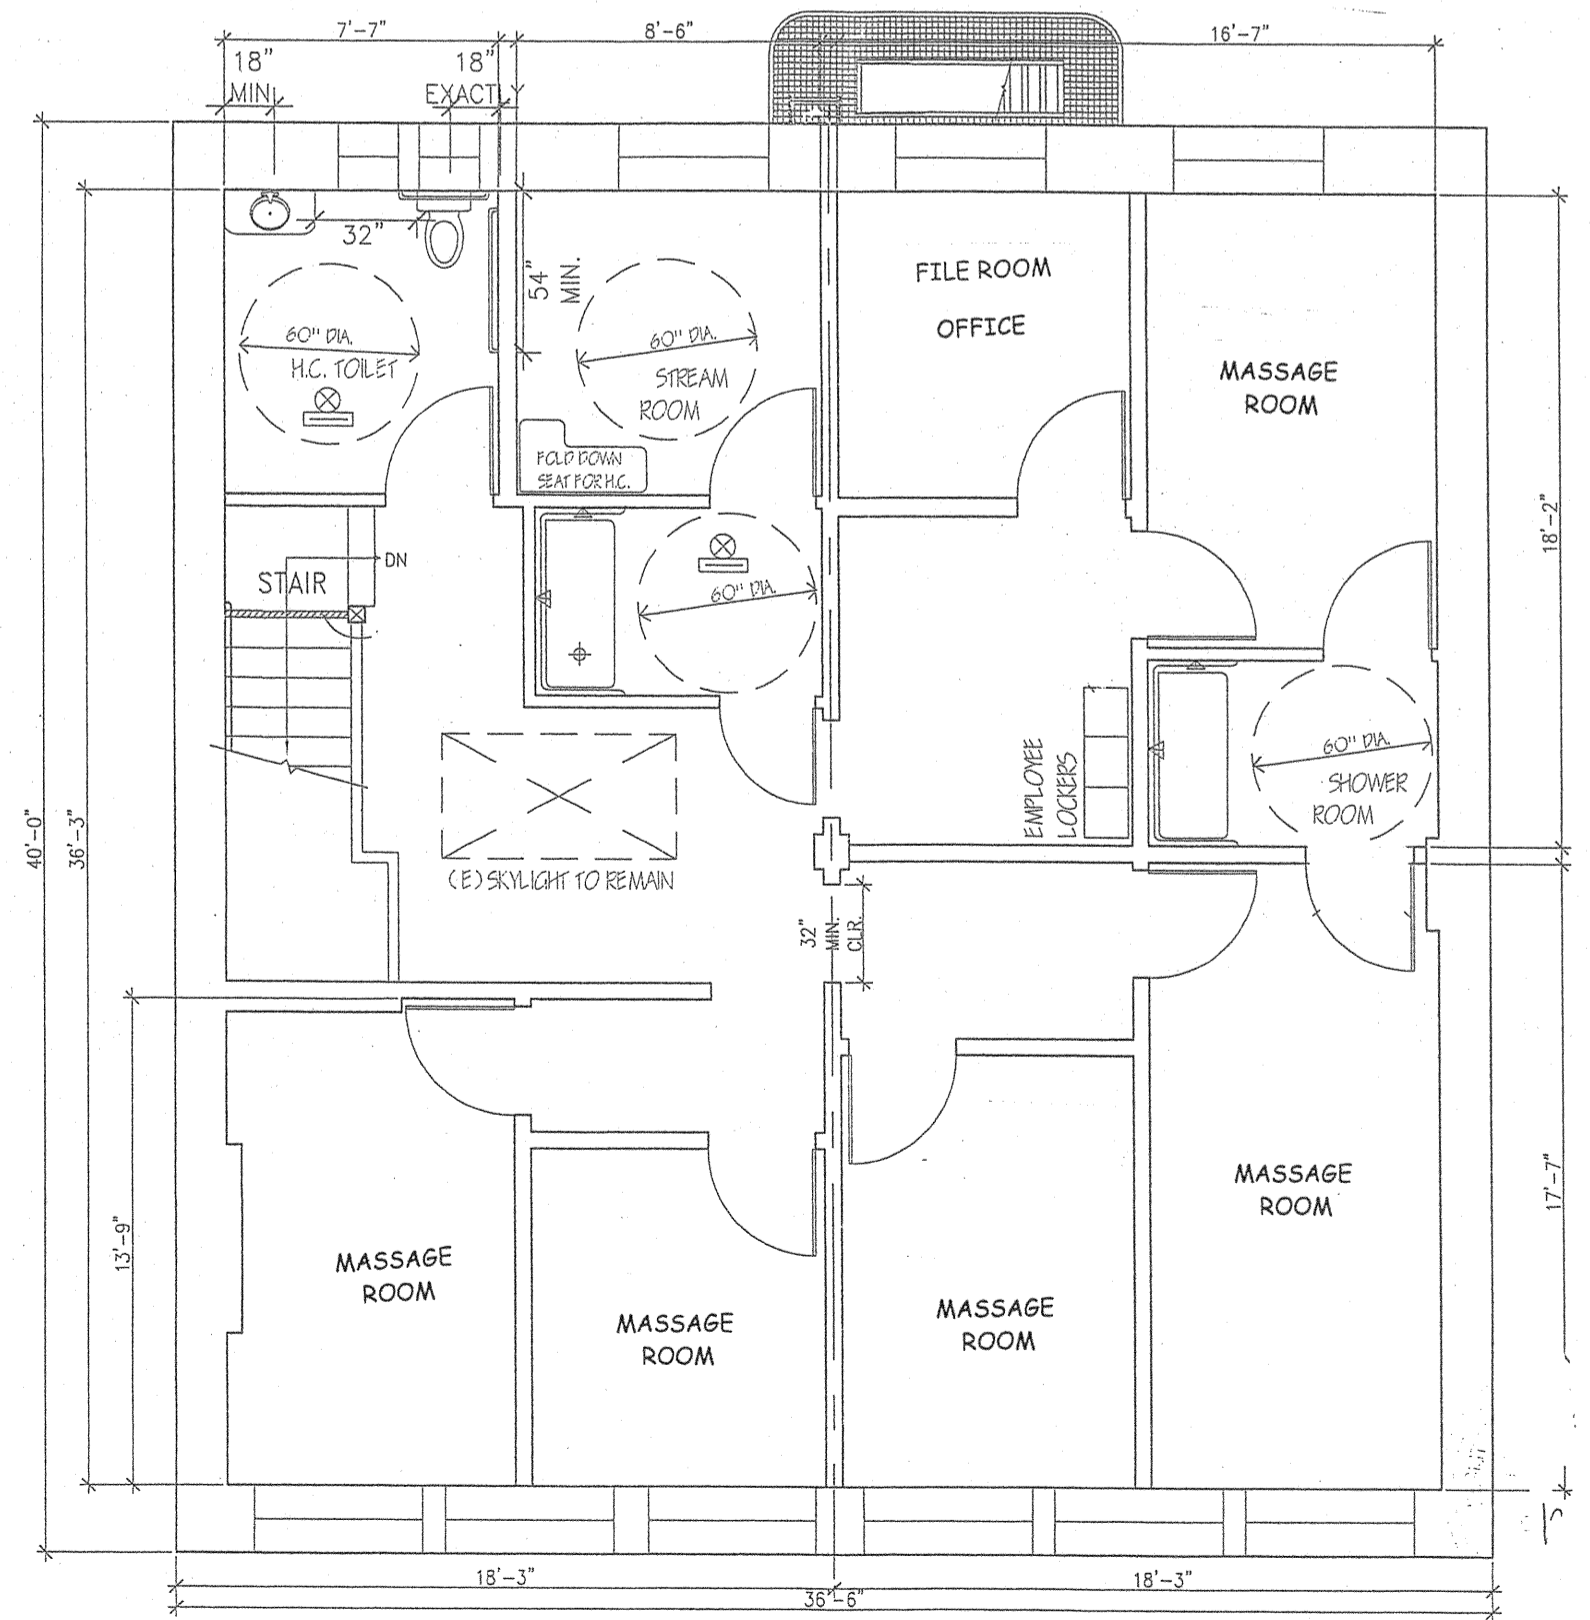 7'-7"
8'-6"
16'-7"
18"
MIN
18"
EXACTLY
32"
54"
MIN.
60" DIA.
H.C. TOILET
60" DIA.
STREAM
ROOM
FOLD DOWN
SEAT FOR H.C.
FILE ROOM
OFFICE
MASSAGE
ROOM
18'-2"
STAIR
DN
60" DIA.
40'-0"
36'-3"
(E) SKYLIGHT TO REMAIN
EMPLOYEE
LOCKERS
60" DIA.
SHOWER
ROOM
32"
MIN.
CLR.
13'-9"
17'-7"
MASSAGE
ROOM
MASSAGE
ROOM
MASSAGE
ROOM
MASSAGE
ROOM
18'-3"
18'-3"
36'-6"